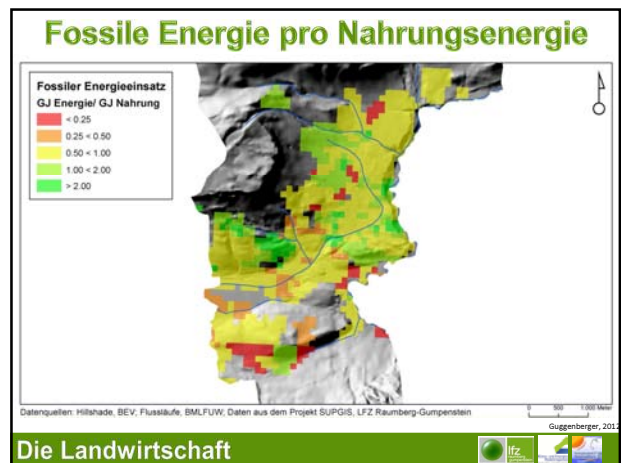 Fossile Energie pro Nahrungsenergie
Fossiler Energieeinsatz
GJ Energie/ GJ Nahrung
< 0.25
0.25 < 0.50
0.50 < 1.00
1.00 < 2.00
> 2.00
Datenquellen: Hillshade, BEV; Flussläufe, BMLFUW; Daten aus dem Projekt SUPGIS, LFZ Raumberg-Gumpenstein
0 500 1.000 Meter
Guggenberger, 2012
Die Landwirtschaft
lfz